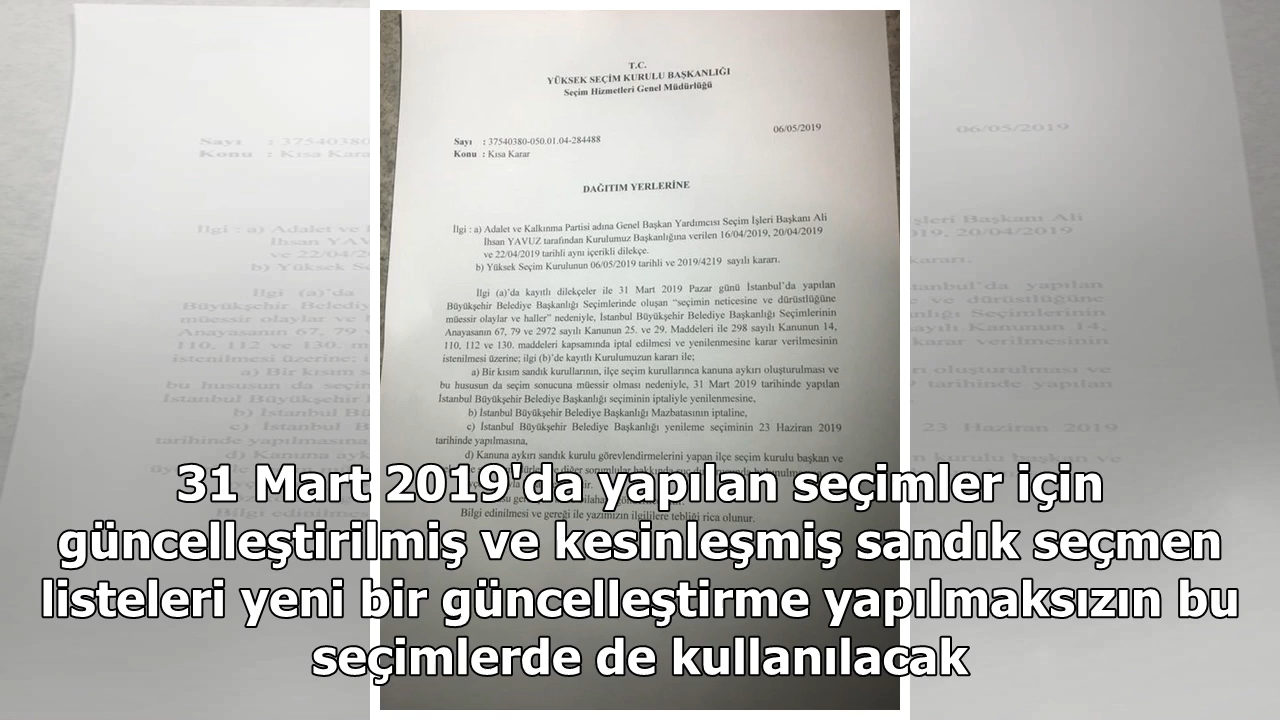 T.C.
YÜKSEK SEÇİM KURULU BAŞKANLIĞI
Seçim Hizmetleri Genel Müdürlüğü
06/05/2019
Sayı : 37540380-050.01.04-284488
Konu : Kısa Karar
DAĞITIM YERLERİNE
İlgi : a) Adalet ve Kalkınma Partisi adına Genel Başkan Yardımcısı Seçim İşleri Başkanı Ali
İhsan YAVUZ tarafından Kurulumuz Başkanlığına verilen 16/04/2019, 20/04/2019
ve 22/04/2019 tarihli aynı içerikli dilekçe.
b) Yüksek Seçim Kurulunun 06/05/2019 tarihli ve 2019/4219 sayılı kararı.
İlgi (a)'da kayıtlı dilekçeler ile 31 Mart 2019 Pazar günü İstanbul'da yapılan
Büyükşehir Belediye Başkanlığı Seçimlerinde oluşan "seçimin neticesine ve dürüstlüğüne
müessir olaylar ve haller" nedeniyle, İstanbul Büyükşehir Belediye Başkanlığı Seçimlerinin
Anayasanın 67, 79 ve 2972 sayılı Kanunun 25. ve 29. Maddeleri ile 298 sayılı Kanunun 14,
110, 112 ve 130. maddeleri kapsamında iptal edilmesi ve yenilenmesine karar verilmesinin
istenilmesi üzerine; ilgi (b)'de kayıtlı Kurulumuzun kararı ile;
a) Bir kısım sandık kurullarının, ilçe seçim kurullarınca kanuna aykırı oluşturulması ve
bu hususun da seçim sonucuna müessir olması nedeniyle, 31 Mart 2019 tarihinde yapılan
İstanbul Büyükşehir Belediye Başkanlığı seçiminin iptaliyle yenilenmesine,
b) İstanbul Büyükşehir Belediye Başkanlığı Mazbatasının iptaline,
c) İstanbul Büyükşehir Belediye Başkanlığı yenileme seçiminin 23 Haziran 2019
tarihinde yapılmasına,
d) Kanuna aykırı sandık kurulu görevlendirmelerini yapan ilçe seçim kurulu başkan ve
Bilgi edinilmesi ve gereği ile yazımızın ilgililere tebliği rica olunur.
31 Mart 2019'da yapılan seçimler için
güncelleştirilmiş ve kesinleşmiş sandık seçmen
listeleri yeni bir güncelleştirme yapılmaksızın bu
seçimlerde de kullanılacak